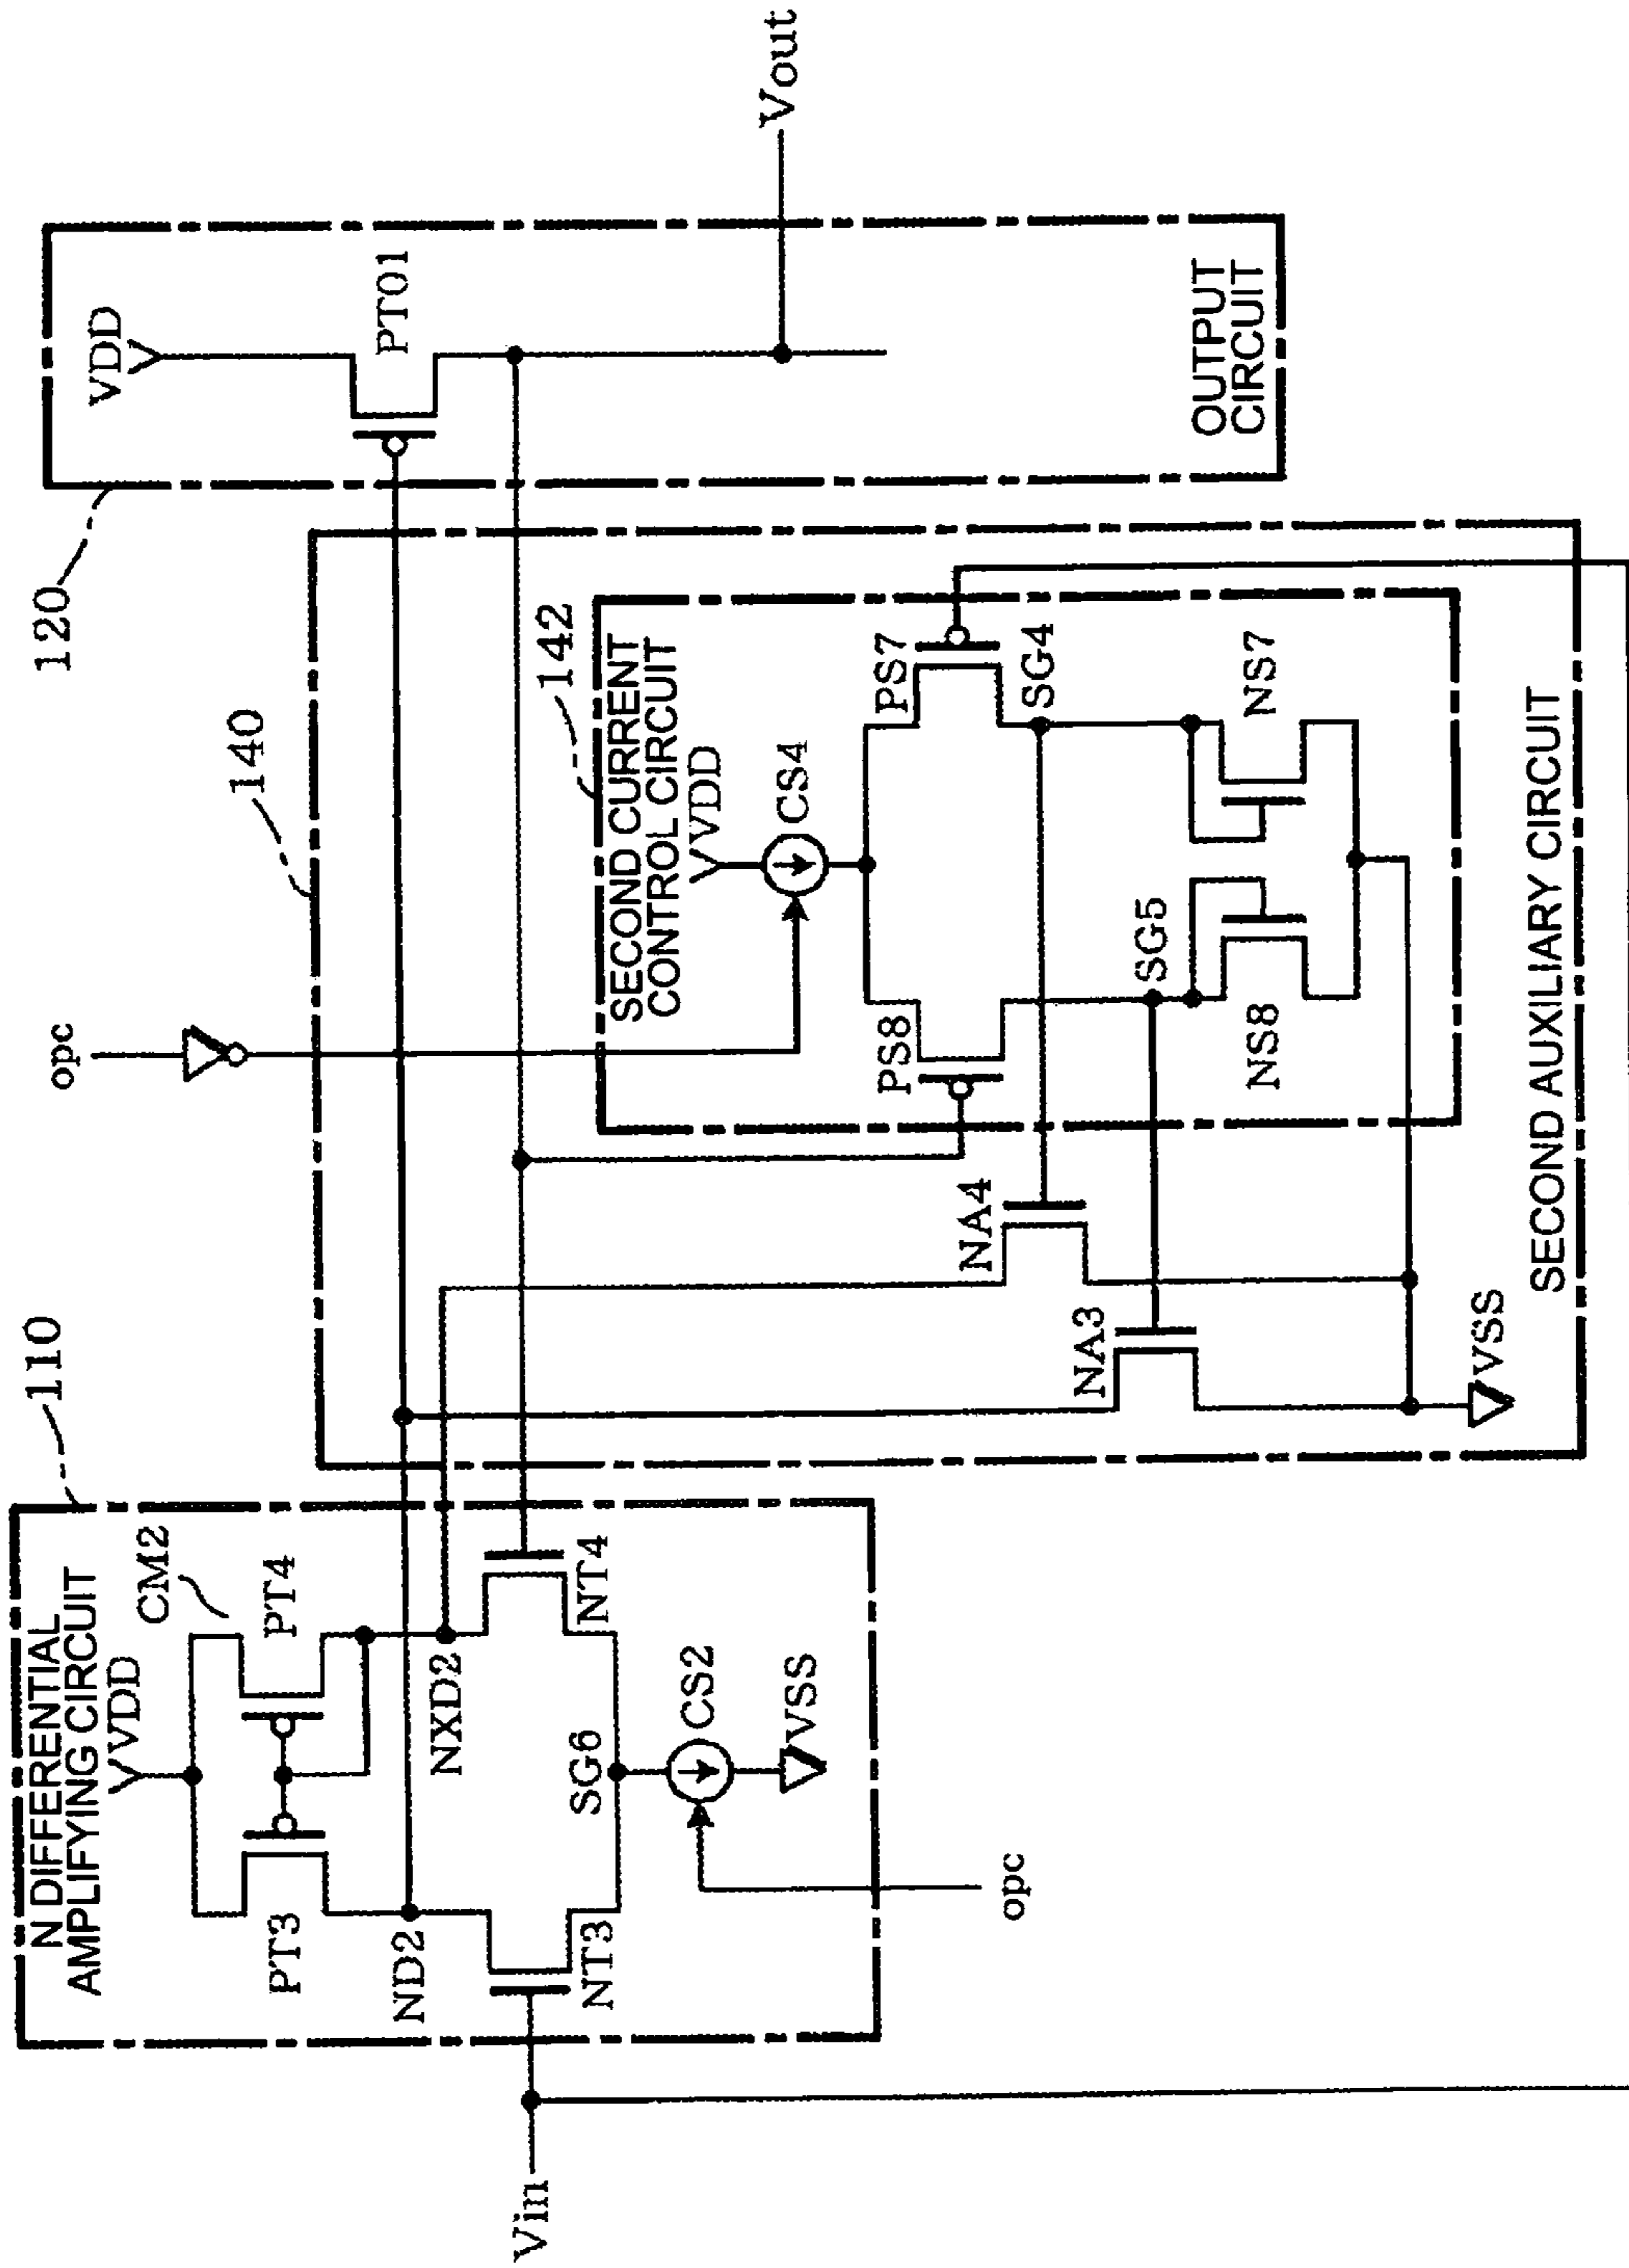 N DIFFERENTIAL
AMPLIFYING CIRCUIT
110
VDD
CM2
PT3
PT4
ND2
NXD2
NT3
NT4
SG6
CS2
VSS
opc
Vin
opc
140
SECOND CURRENT
CONTROL CIRCUIT
142
VDD
CS4
PS8
PS7
SG4
SG5
NS8
NS7
NA4
NA3
VSS
SECOND AUXILIARY CIRCUIT
120
VDD
PT01
Vout
OUTPUT
CIRCUIT